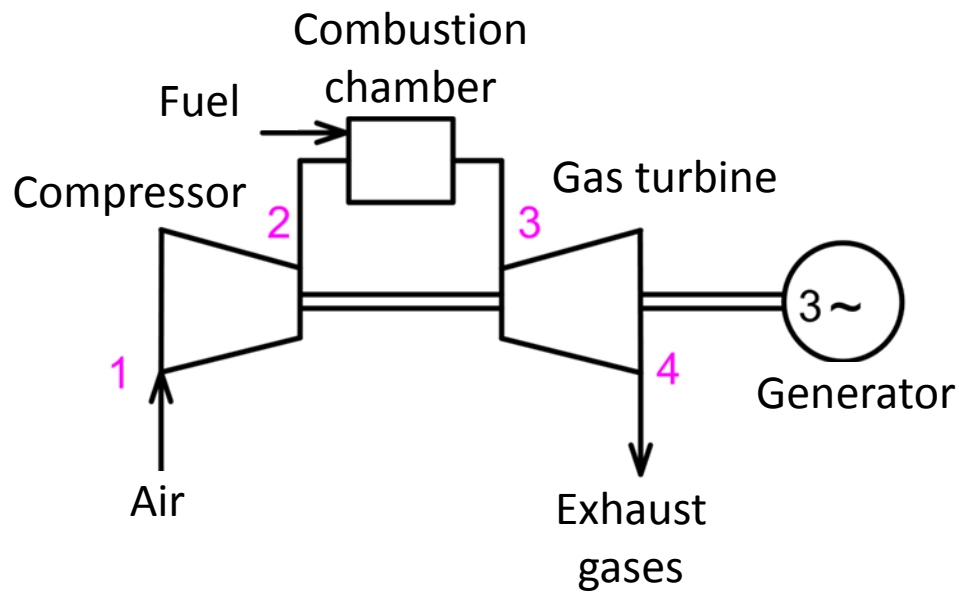 Combustion
chamber
Fuel
Compressor
Gas turbine
2
3
3~
1
4
Generator
Air
Exhaust
gases